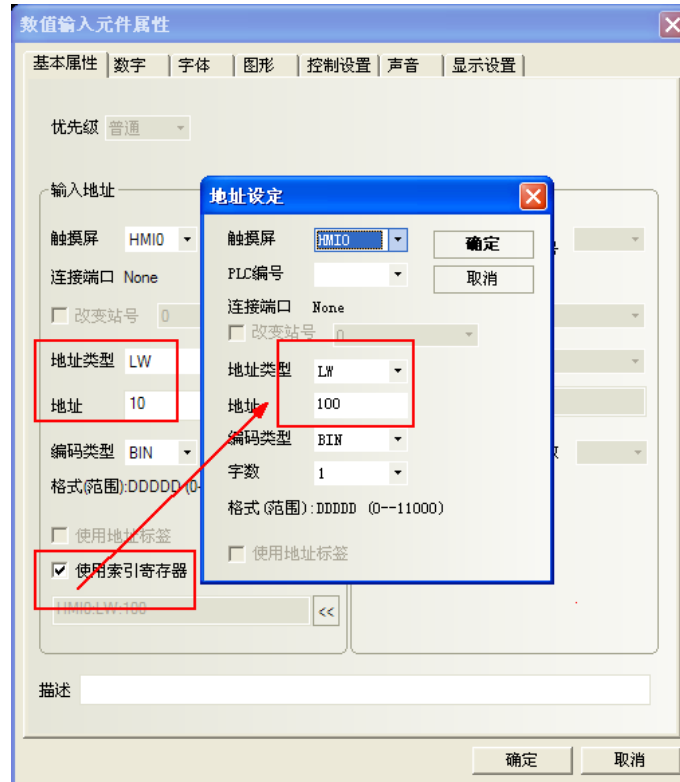 数值输入元件属性
基本属性 数字 字体 图形 控制设置 声音 显示设置
优先级 普通
输入地址
触摸屏 HMI0
连接端口 None
改变站号 0
地址类型 LW
地址 10
编码类型 BIN
格式(范围):DDDDD (0-
使用地址标签
使用索引寄存器
HMI0:LW:100
<<
描述
确定 取消
地址设定
触摸屏 HMI0
确定
PLC编号
取消
连接端口 None
改变站号 0
地址类型 LW
地址 100
编码类型 BIN
字数 1
格式(范围):DDDDD (0--11000)
使用地址标签